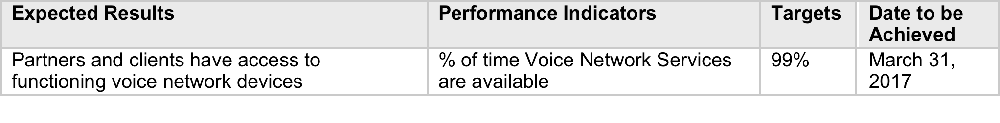 Expected Results
Performance Indicators
Targets
Date to be
Achieved
Partners and clients have access to
functioning voice network devices
% of time Voice Network Services
are available
99%
March 31,
2017